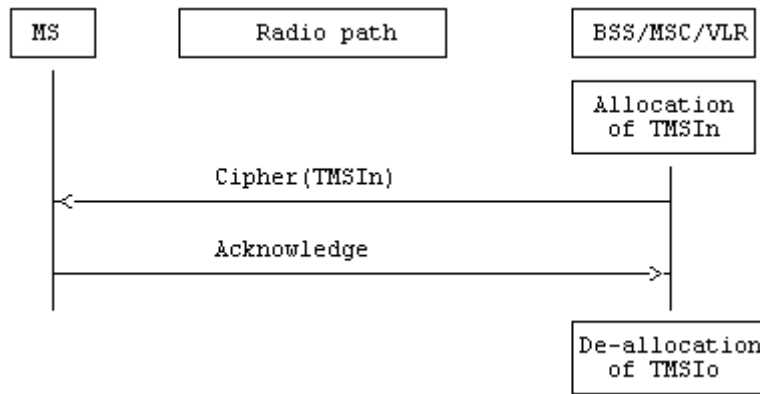 MS
Radio path
BSS/MSC/VLR
Allocation
of TMSIn
Cipher(TMSIn)
Acknowledge
De-allocation
of TMSIo